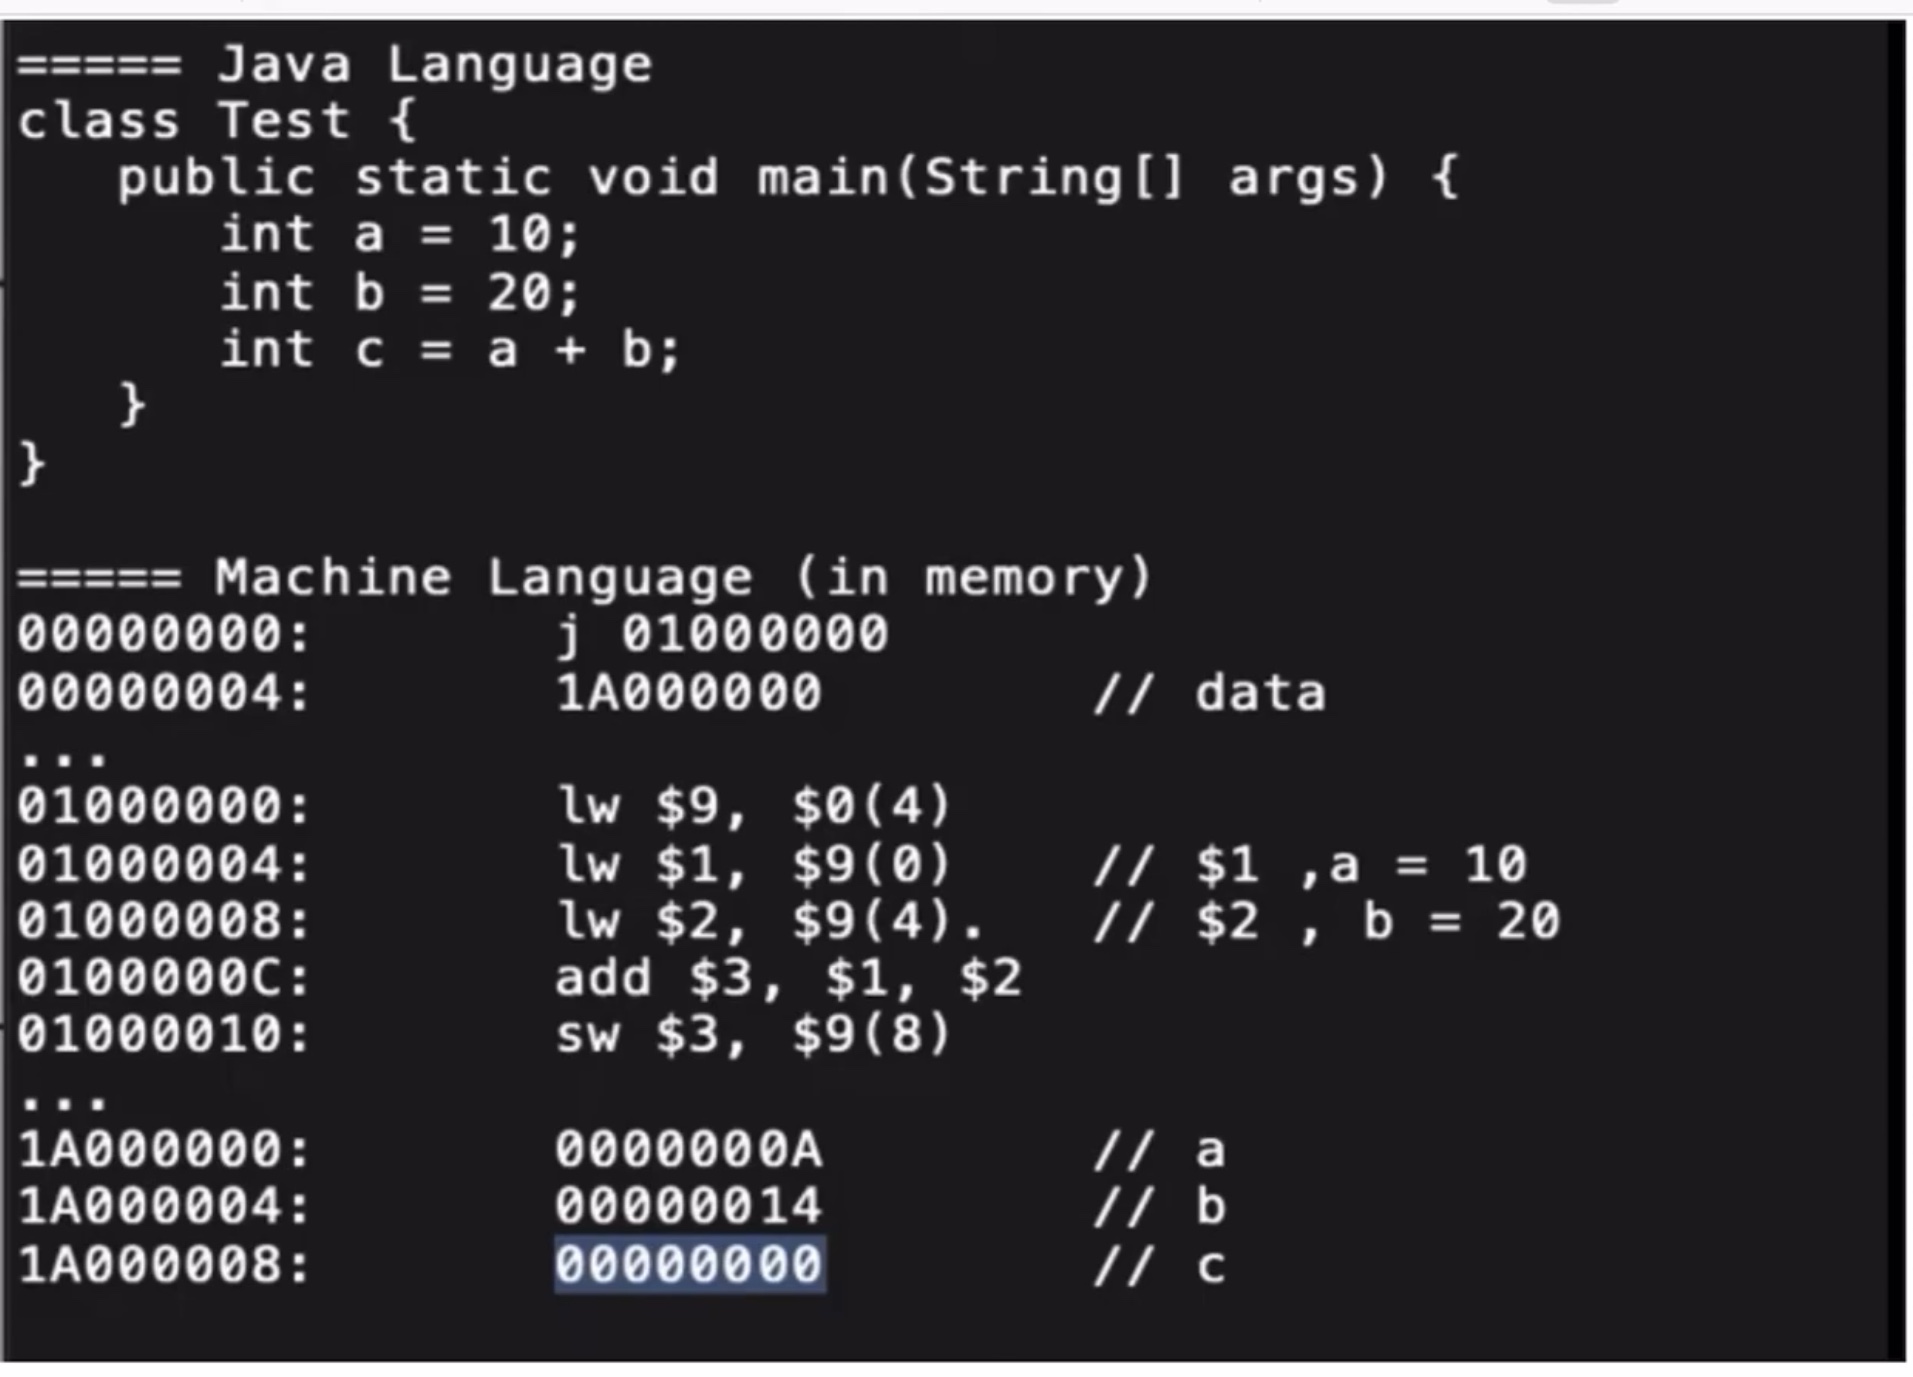 ===== Java Language
class Test {
   public static void main(String[] args) {
      int a = 10;
      int b = 20;
      int c = a + b;
   }
}

===== Machine Language (in memory)
00000000:       j 01000000
00000004:       1A000000        // data
...
01000000:       lw $9, $0(4)
01000004:       lw $1, $9(0)    // $1 ,a = 10
01000008:       lw $2, $9(4).   // $2 , b = 20
0100000C:       add $3, $1, $2
01000010:       sw $3, $9(8)
...
1A000000:       0000000A        // a
1A000004:       00000014        // b
1A000008:       00000000        // c